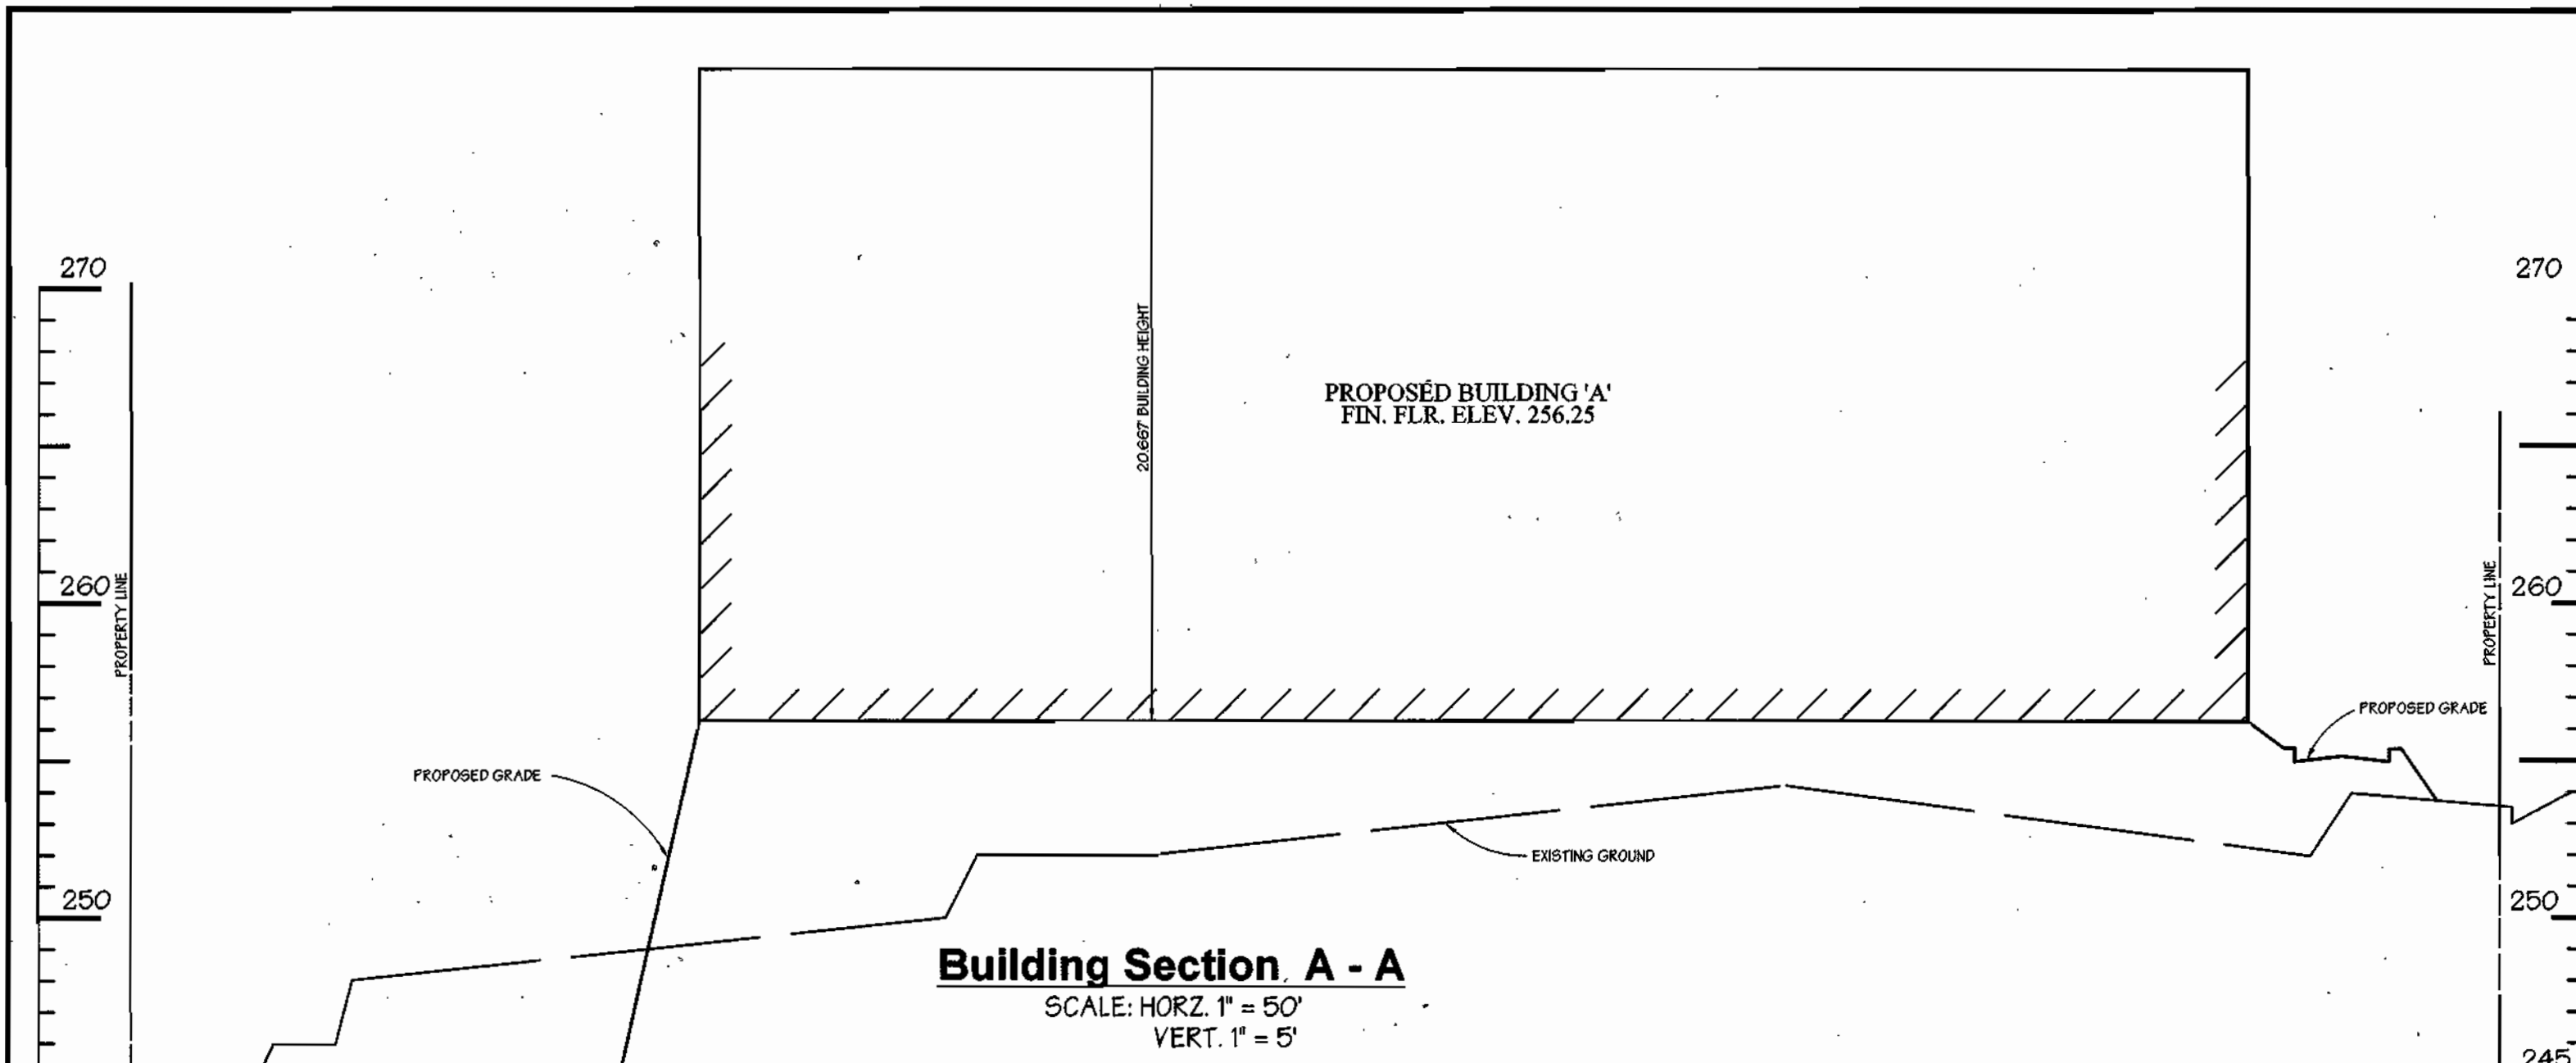 270
270
20.667' BUILDING HEIGHT
PROPOSED BUILDING 'A'
FIN. FLR. ELEV. 256.25
260
PROPERTY LINE
PROPERTY LINE
260
PROPOSED GRADE
PROPOSED GRADE
EXISTING GROUND
250
250
Building Section A - A
SCALE: HORZ. 1" = 50'
VERT. 1" = 5'
245